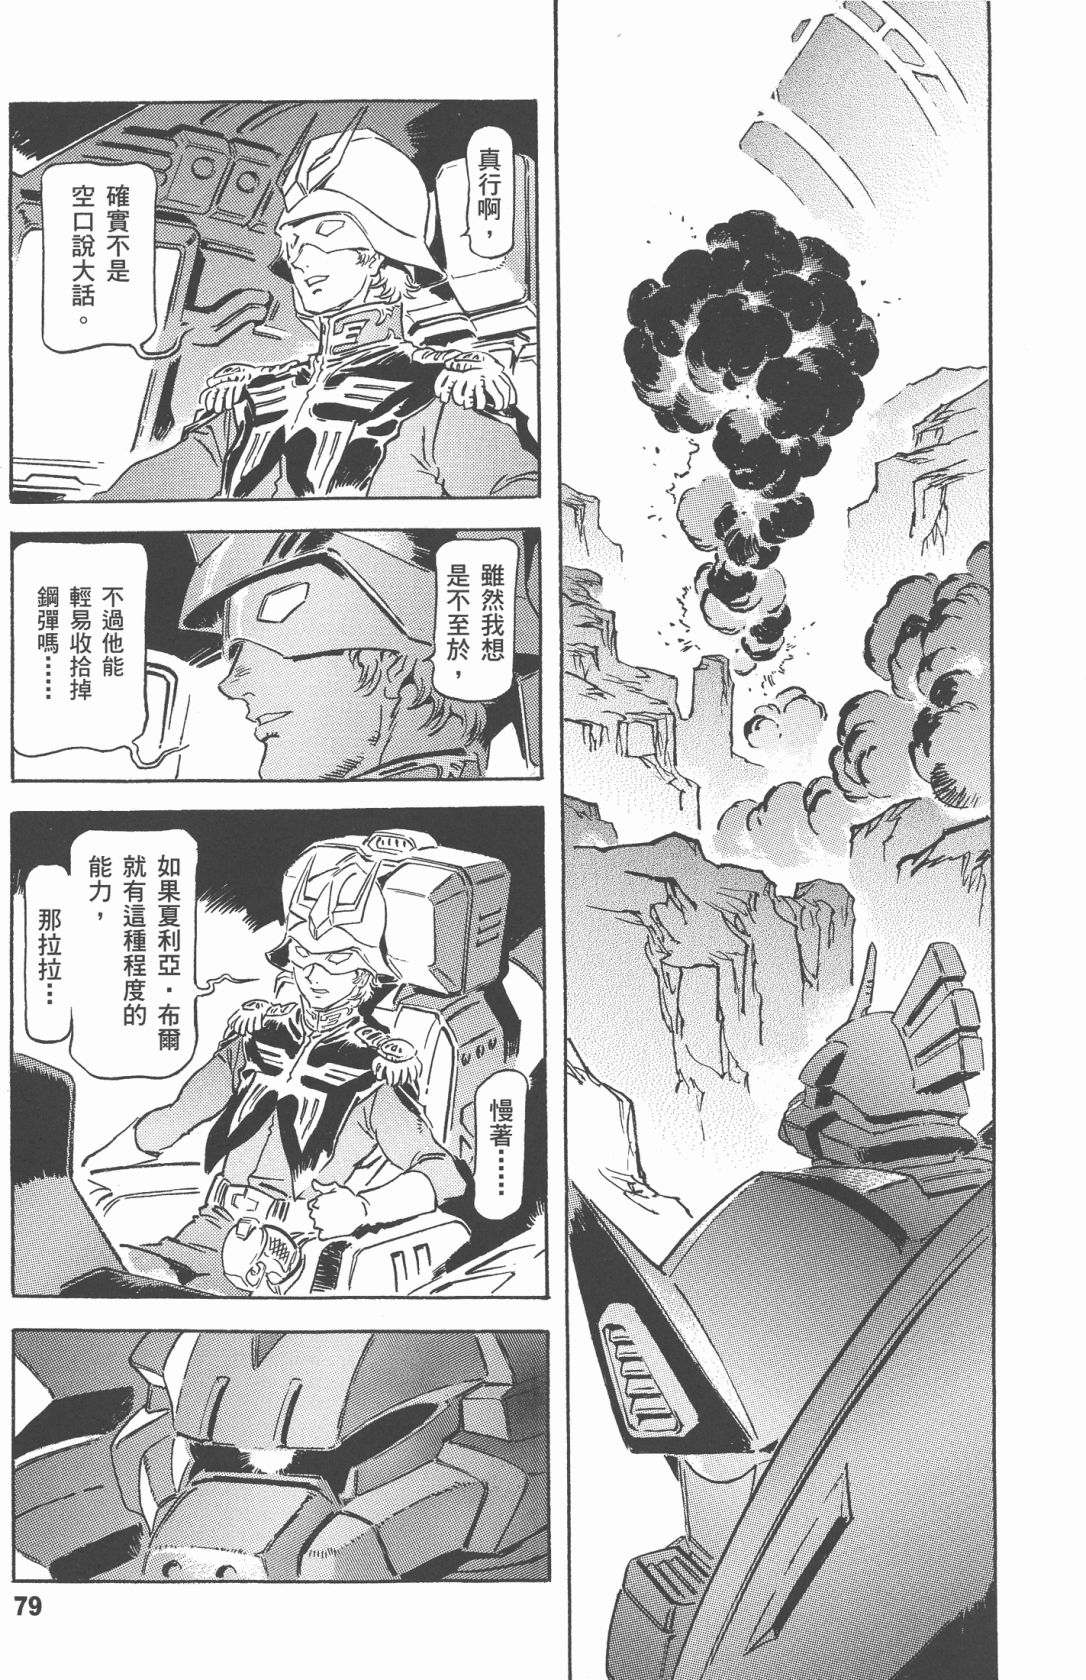 真行啊，
確實不是
空口說大話。
雖然我想
是不至於，
不過他能
輕易收拾掉
鋼彈嗎……
慢著……
如果夏利亞·布爾
就有這種程度的
能力，
那拉拉…
79